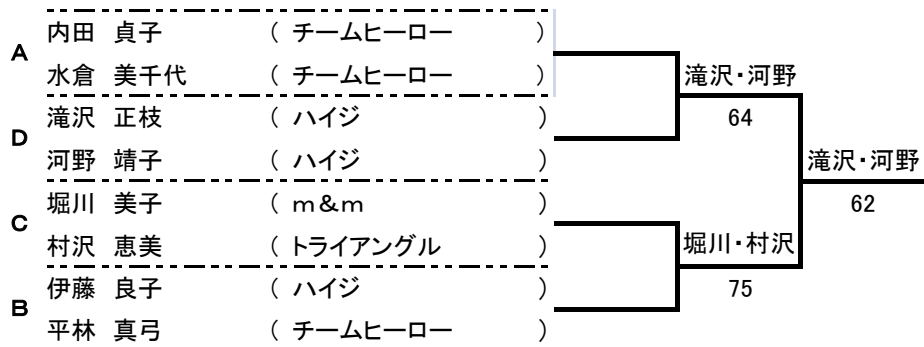 A
内田 貞子 ( チームヒーロー )
水倉 美千代 ( チームヒーロー )
滝沢・河野
64
D
滝沢 正枝 ( ハイジ )
河野 靖子 ( ハイジ )
滝沢・河野
62
C
堀川 美子 ( m&m )
村沢 恵美 ( トライアングル )
堀川・村沢
75
B
伊藤 良子 ( ハイジ )
平林 真弓 ( チームヒーロー )